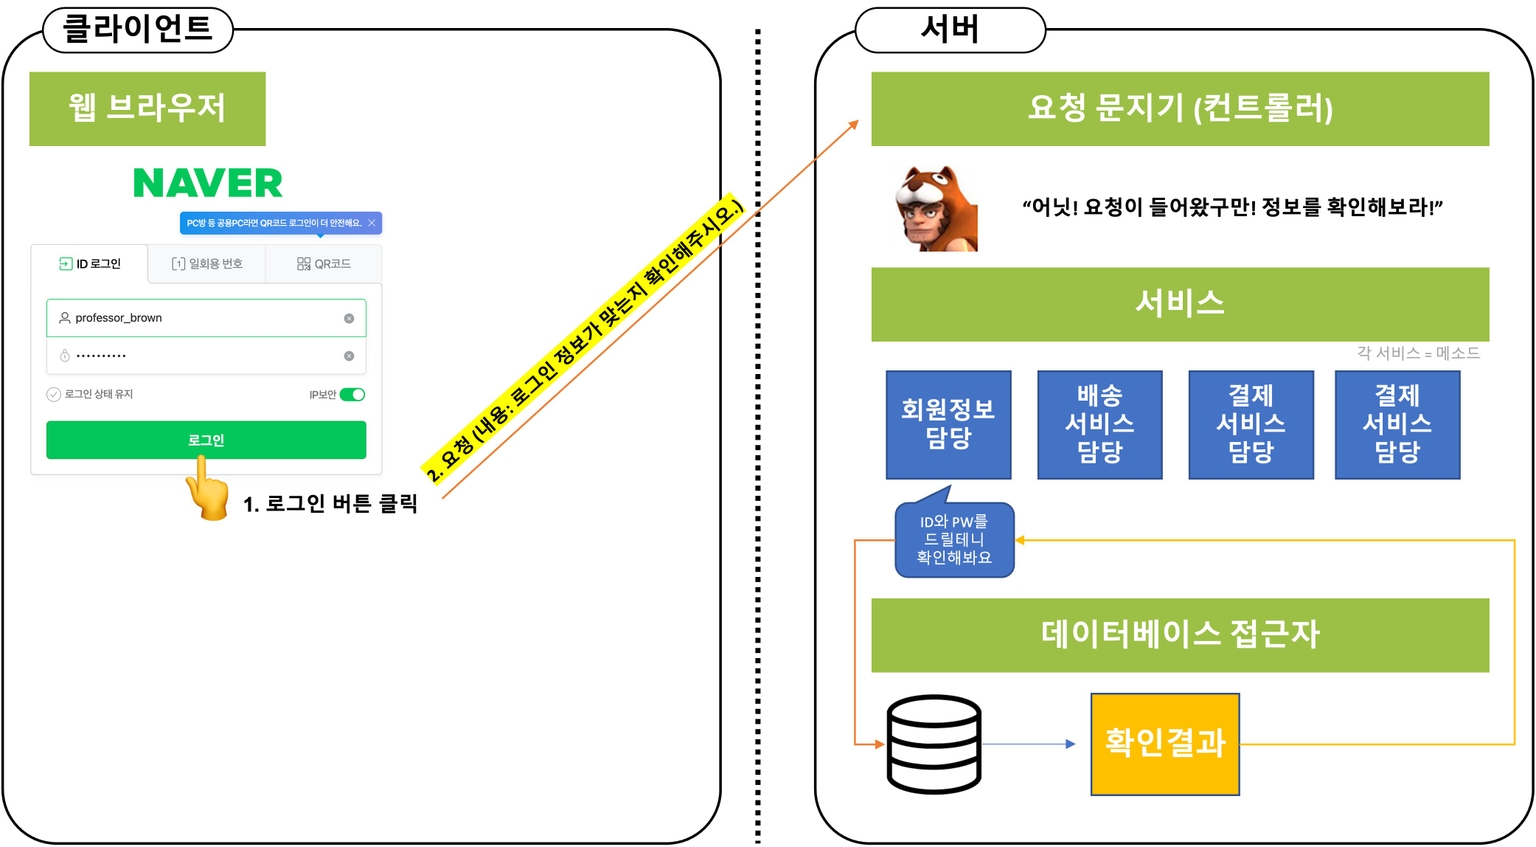 클라이언트
웹 브라우저
NAVER
PC방 등 공용PC라면 QR코드 로그인이 더 안전해요.
ID 로그인
일회용 번호
QR코드
professor_brown
로그인 상태 유지
IP보안
로그인
1. 로그인 버튼 클릭
2. 요청 (내용: 로그인 정보가 맞는지 확인해주시오.)
서버
요청 문지기 (컨트롤러)
“어닛! 요청이 들어왔구만! 정보를 확인해보라!”
서비스
각 서비스 = 메소드
회원정보
담당
배송
서비스
담당
결제
서비스
담당
결제
서비스
담당
ID와 PW를
드릴테니
확인해봐요
데이터베이스 접근자
확인결과